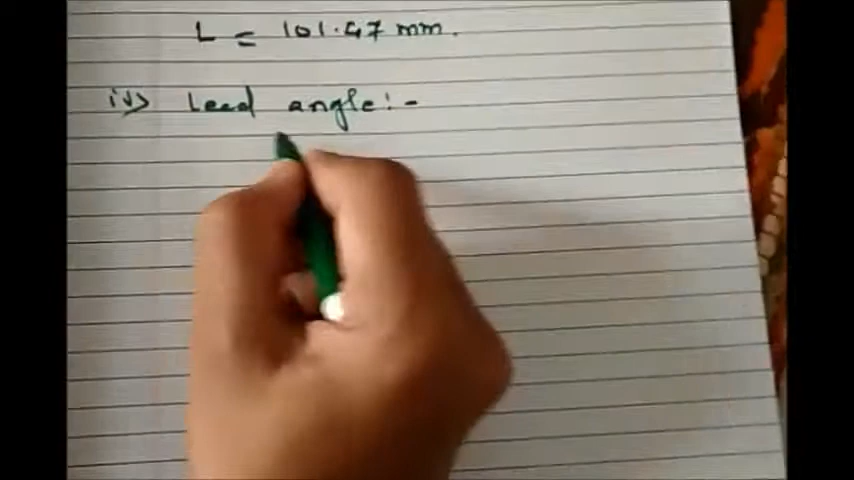 L = 101.47 mm.
iv> Lead angle:-